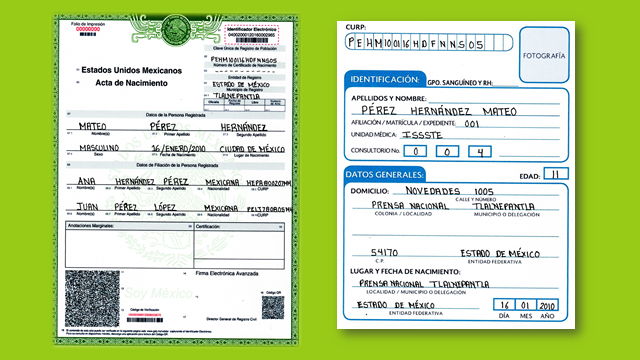 Folio de Impresión
00000000
Identificador Electrónico
Clave Única de Registro de Población
PEHM100116HDFNNS05
Número de Certificado de Nacimiento
Estados Unidos Mexicanos
Acta de Nacimiento
Entidad de Registro
ESTADO DE MÉXICO
Municipio de Registro
TLALNEPANTLA
Oficialía
Libro
Datos de la Persona Registrada
MATEO PÉREZ HERNÁNDEZ
Nombre(s) Primer Apellido Segundo Apellido
MASCULINO 16/ENERO/2010 CIUDAD DE MÉXICO
Sexo Fecha de Nacimiento Lugar de Nacimiento
Datos de Filiación de la Persona Registrada
ANA HERNÁNDEZ PÉREZ MEXICANA
Nombre(s) Primer Apellido Segundo Apellido Nacionalidad CURP
JUAN PÉREZ LÓPEZ MEXICANA
Nombre(s) Primer Apellido Segundo Apellido Nacionalidad CURP
Anotaciones Marginales: Certificación:
Firma Electrónica Avanzada
Soy México
Código QR
Código de Verificación
Director General de Registro Civil
CURP:
PEHM100116HDFNNS05
FOTOGRAFÍA
IDENTIFICACIÓN: GPO. SANGUÍNEO Y RH:
APELLIDOS Y NOMBRE:
PÉREZ HERNÁNDEZ MATEO
AFILIACIÓN / MATRÍCULA / EXPEDIENTE: 001
UNIDAD MÉDICA: ISSSTE
CONSULTORIO No. 0 0 4
DATOS GENERALES: EDAD: 11
DOMICILIO: NOVEDADES 1005
CALLE Y NÚMERO
PRENSA NACIONAL TLALNEPANTLA
COLONIA / LOCALIDAD MUNICIPIO O DELEGACIÓN
54170 ESTADO DE MÉXICO
C.P. ENTIDAD FEDERATIVA
LUGAR Y FECHA DE NACIMIENTO:
PRENSA NACIONAL TLALNEPANTLA
LOCALIDAD / MUNICIPIO O DELEGACIÓN
ESTADO DE MÉXICO 16 01 2010
ENTIDAD FEDERATIVA DÍA MES AÑO